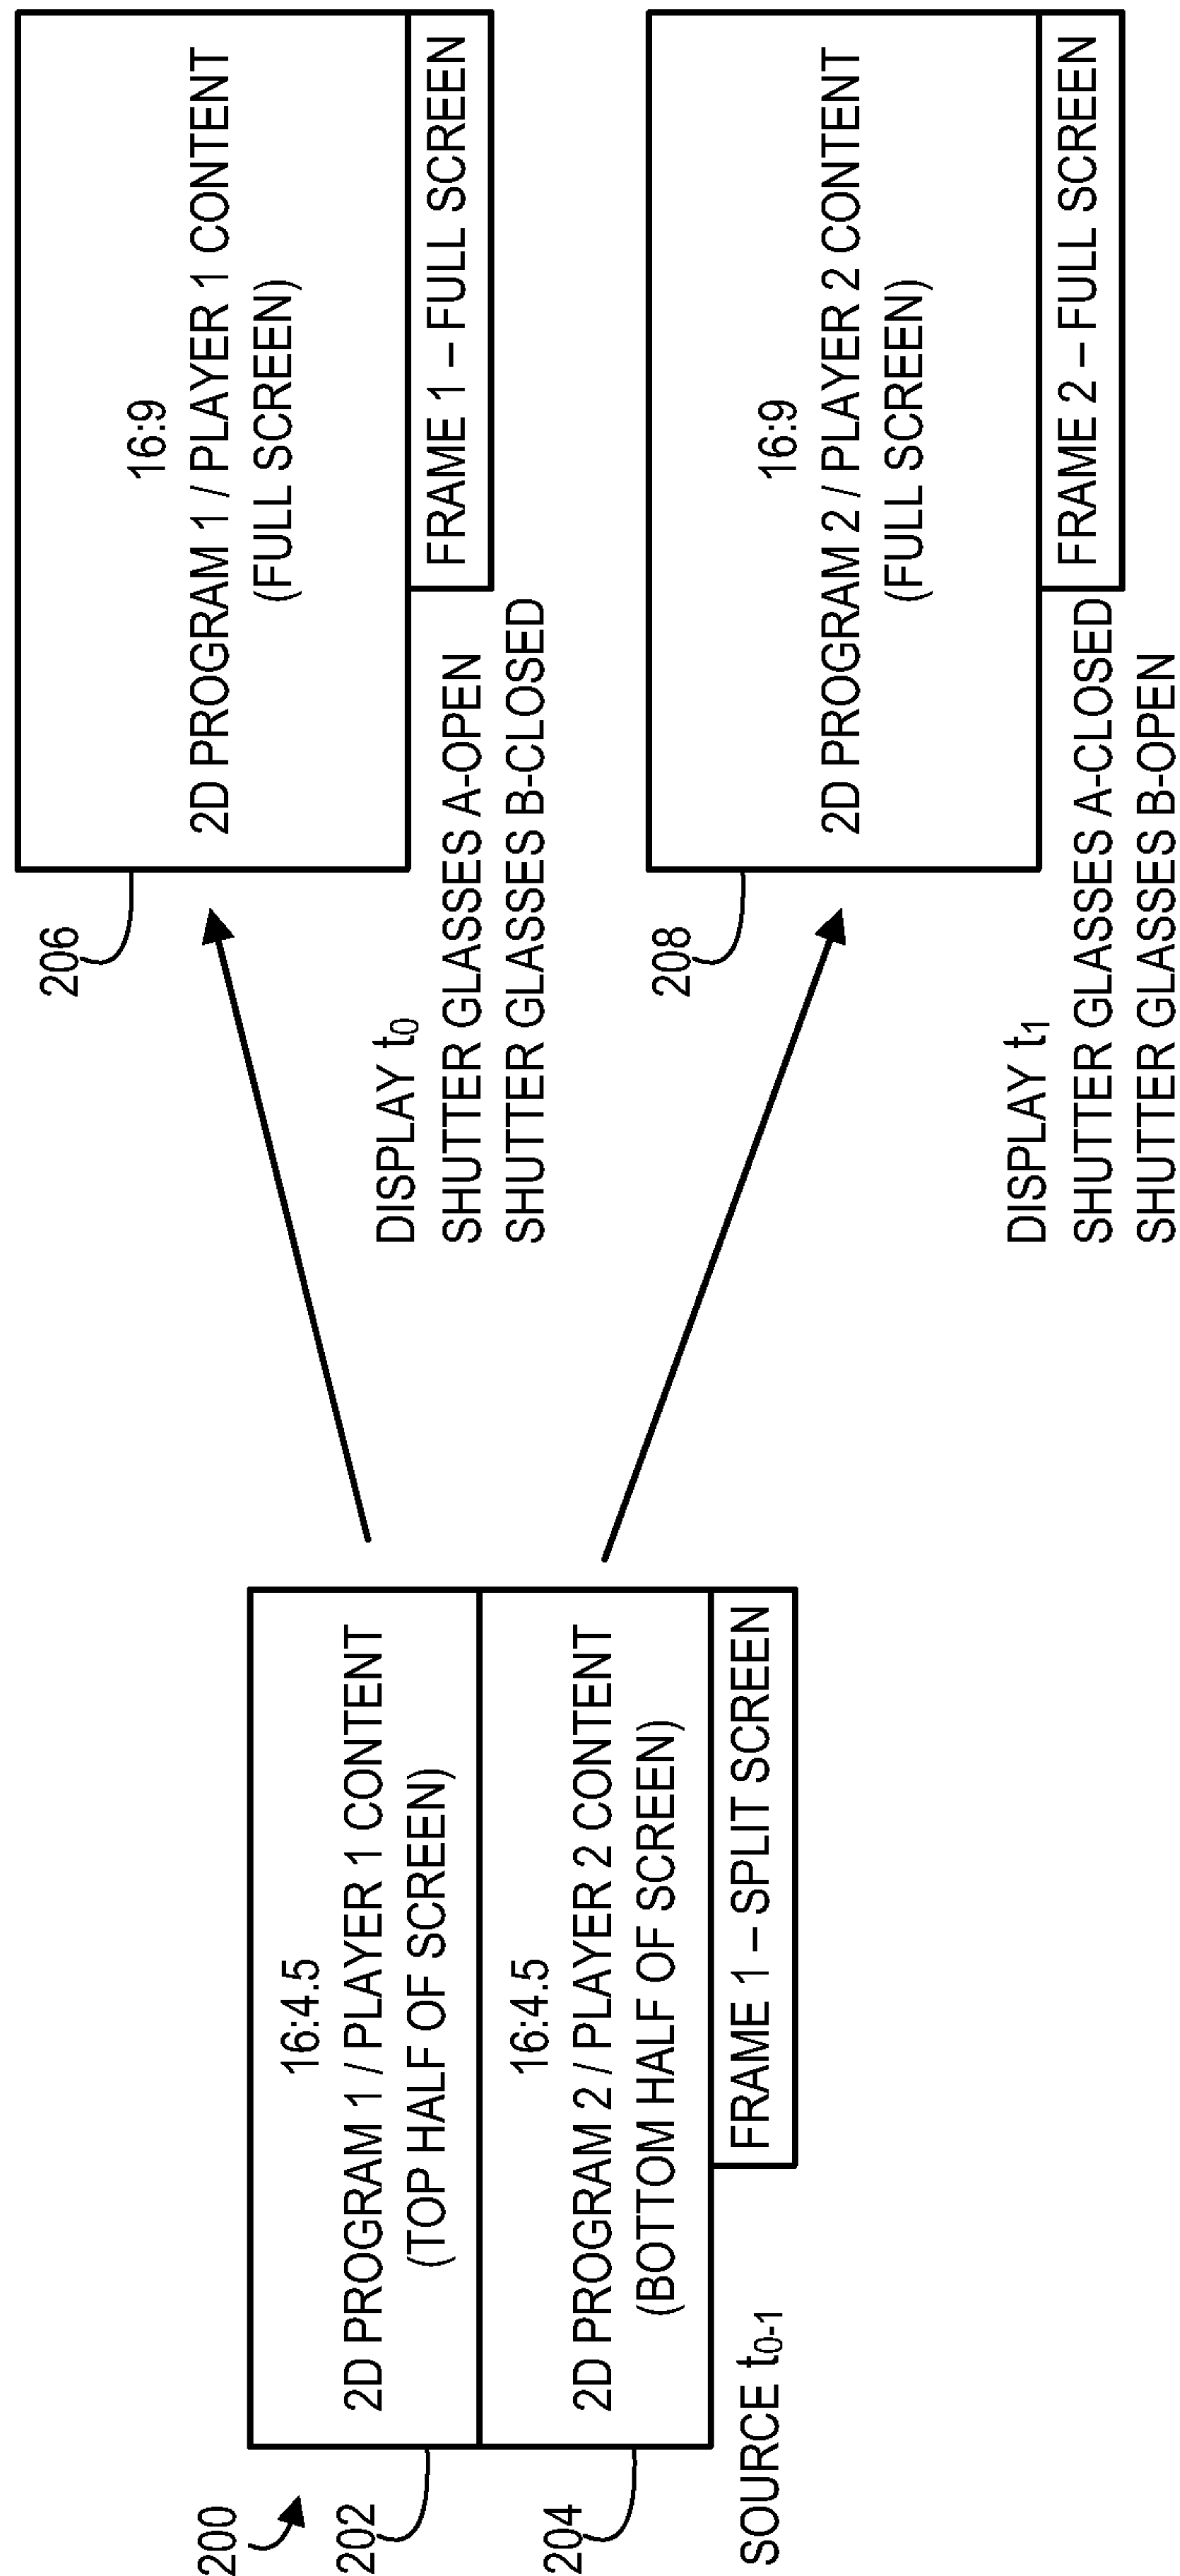 200
202
16:4.5
2D PROGRAM 1 / PLAYER 1 CONTENT
(TOP HALF OF SCREEN)
204
16:4.5
2D PROGRAM 2 / PLAYER 2 CONTENT
(BOTTOM HALF OF SCREEN)
FRAME 1 – SPLIT SCREEN
SOURCE t0-1
206
16:9
2D PROGRAM 1 / PLAYER 1 CONTENT
(FULL SCREEN)
FRAME 1 – FULL SCREEN
DISPLAY t0
SHUTTER GLASSES A-OPEN
SHUTTER GLASSES B-CLOSED
208
16:9
2D PROGRAM 2 / PLAYER 2 CONTENT
(FULL SCREEN)
FRAME 2 – FULL SCREEN
DISPLAY t1
SHUTTER GLASSES A-CLOSED
SHUTTER GLASSES B-OPEN